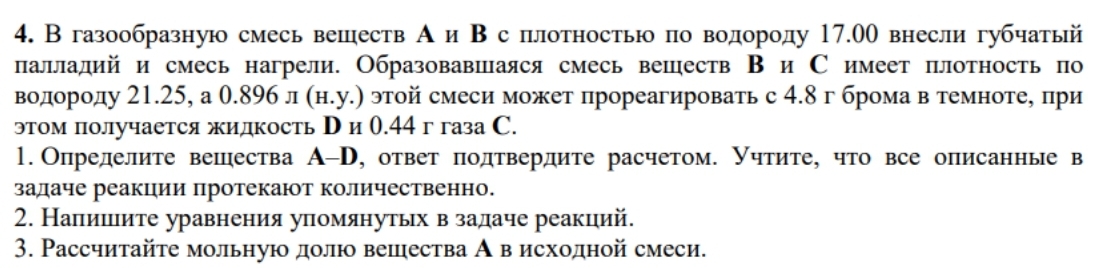 4. В газообразную смесь веществ A и B с плотностью по водороду 17.00 внесли губчатый
палладий и смесь нагрели. Образовавшаяся смесь веществ B и C имеет плотность по
водороду 21.25, а 0.896 л (н.у.) этой смеси может прореагировать с 4.8 г брома в темноте, при
этом получается жидкость D и 0.44 г газа C.
1. Определите вещества A–D, ответ подтвердите расчетом. Учтите, что все описанные в
задаче реакции протекают количественно.
2. Напишите уравнения упомянутых в задаче реакций.
3. Рассчитайте мольную долю вещества A в исходной смеси.